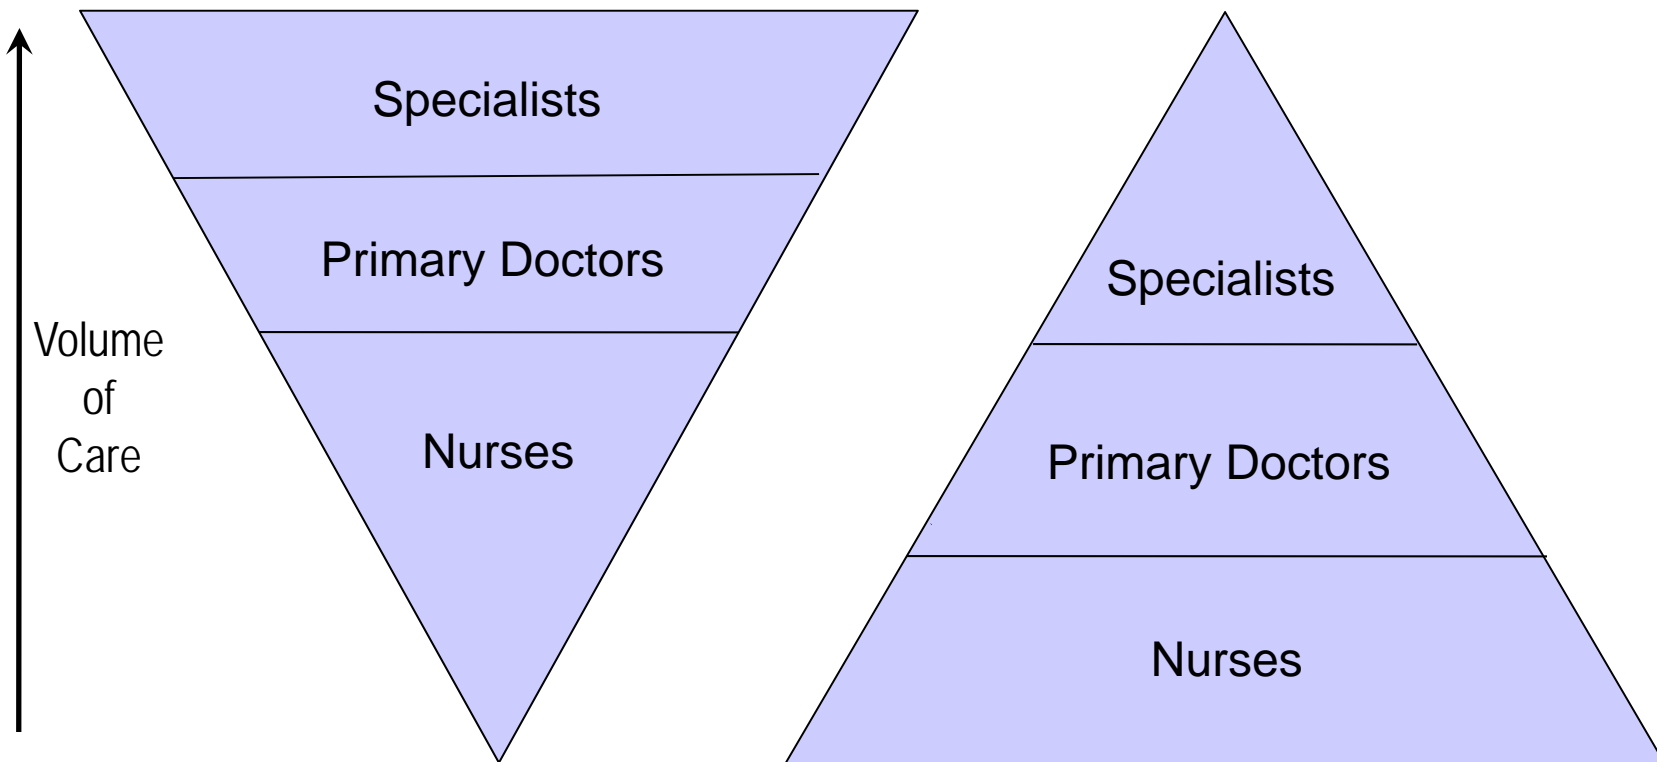 Specialists
Primary Doctors
Nurses
Volume
of
Care
Specialists
Primary Doctors
Nurses